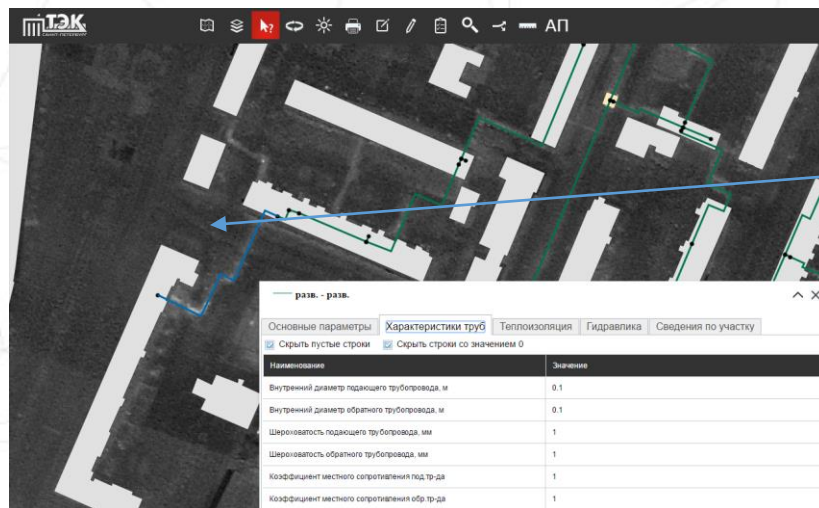 ТЭК
САНКТ-ПЕТЕРБУРГ
? АП
разв. - разв.
Основные параметры Характеристики труб Теплоизоляция Гидравлика Сведения по участку
Скрыть пустые строки Скрыть строки со значением 0
Наименование Значение
Внутренний диаметр подающего трубопровода, м 0.1
Внутренний диаметр обратного трубопровода, м 0.1
Шероховатость подающего трубопровода, мм 1
Шероховатость обратного трубопровода, мм 1
Коэффициент местного сопротивления под.тр-да 1
Коэффициент местного сопротивления обр.тр-да 1